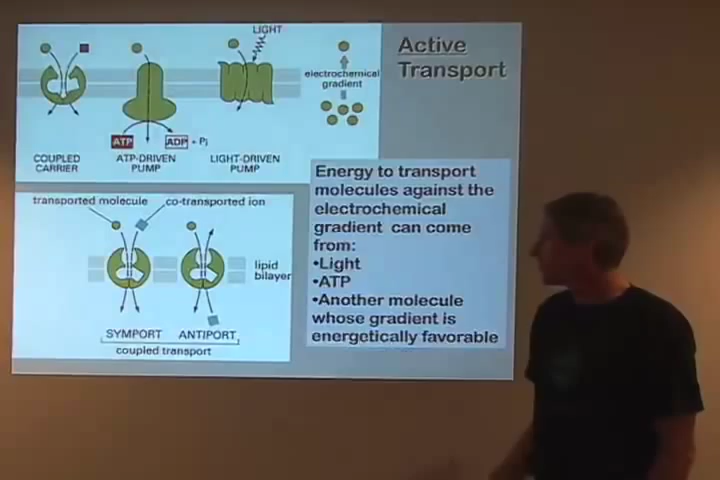 Active
Transport
LIGHT
electrochemical
gradient
ATP
ADP + Pi
COUPLED
CARRIER
ATP-DRIVEN
PUMP
LIGHT-DRIVEN
PUMP
Energy to transport
molecules against the
electrochemical
gradient can come
from:
•Light
•ATP
•Another molecule
whose gradient is
energetically favorable
transported molecule
co-transported ion
lipid
bilayer
SYMPORT
ANTIPORT
coupled transport